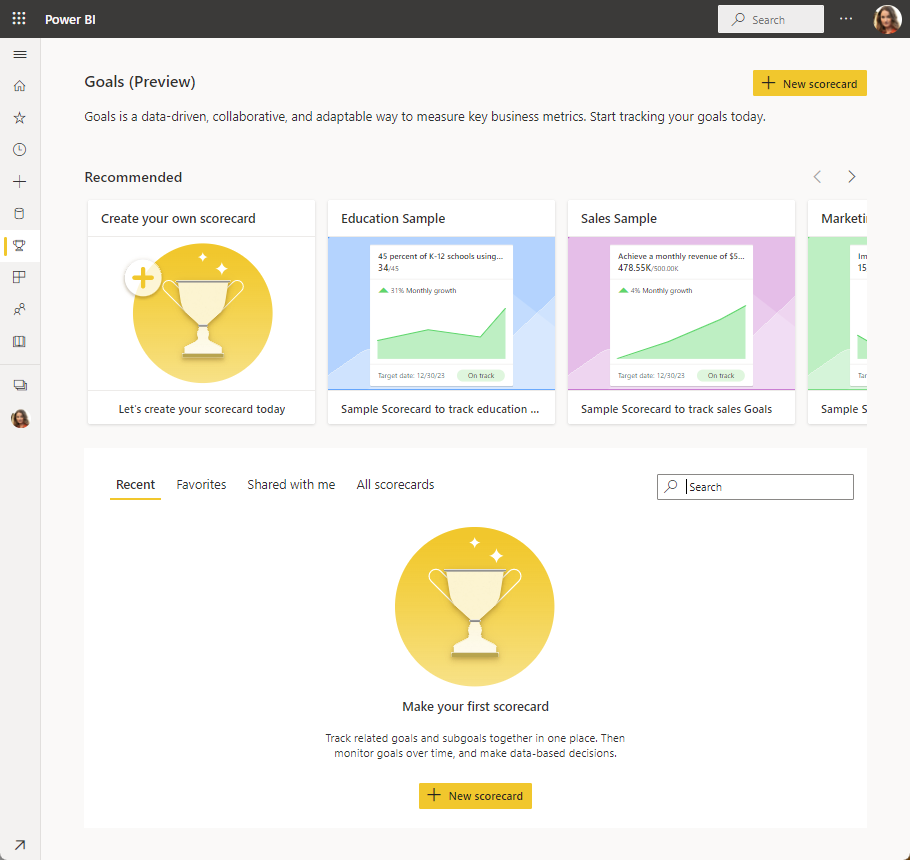 Power BI
Search
Goals (Preview)
New scorecard
Goals is a data-driven, collaborative, and adaptable way to measure key business metrics. Start tracking your goals today.
Recommended
Create your own scorecard
Let's create your scorecard today
Education Sample
45 percent of K-12 schools using...
34/45
31% Monthly growth
Target date: 12/30/23
On track
Sample Scorecard to track education ...
Sales Sample
Achieve a monthly revenue of $5...
478.55K/500.00K
4% Monthly growth
Target date: 12/30/23
On track
Sample Scorecard to track sales Goals
Marketi
Im
15
Tar
Sample S
Recent
Favorites
Shared with me
All scorecards
Search
Make your first scorecard
Track related goals and subgoals together in one place. Then
monitor goals over time, and make data-based decisions.
New scorecard